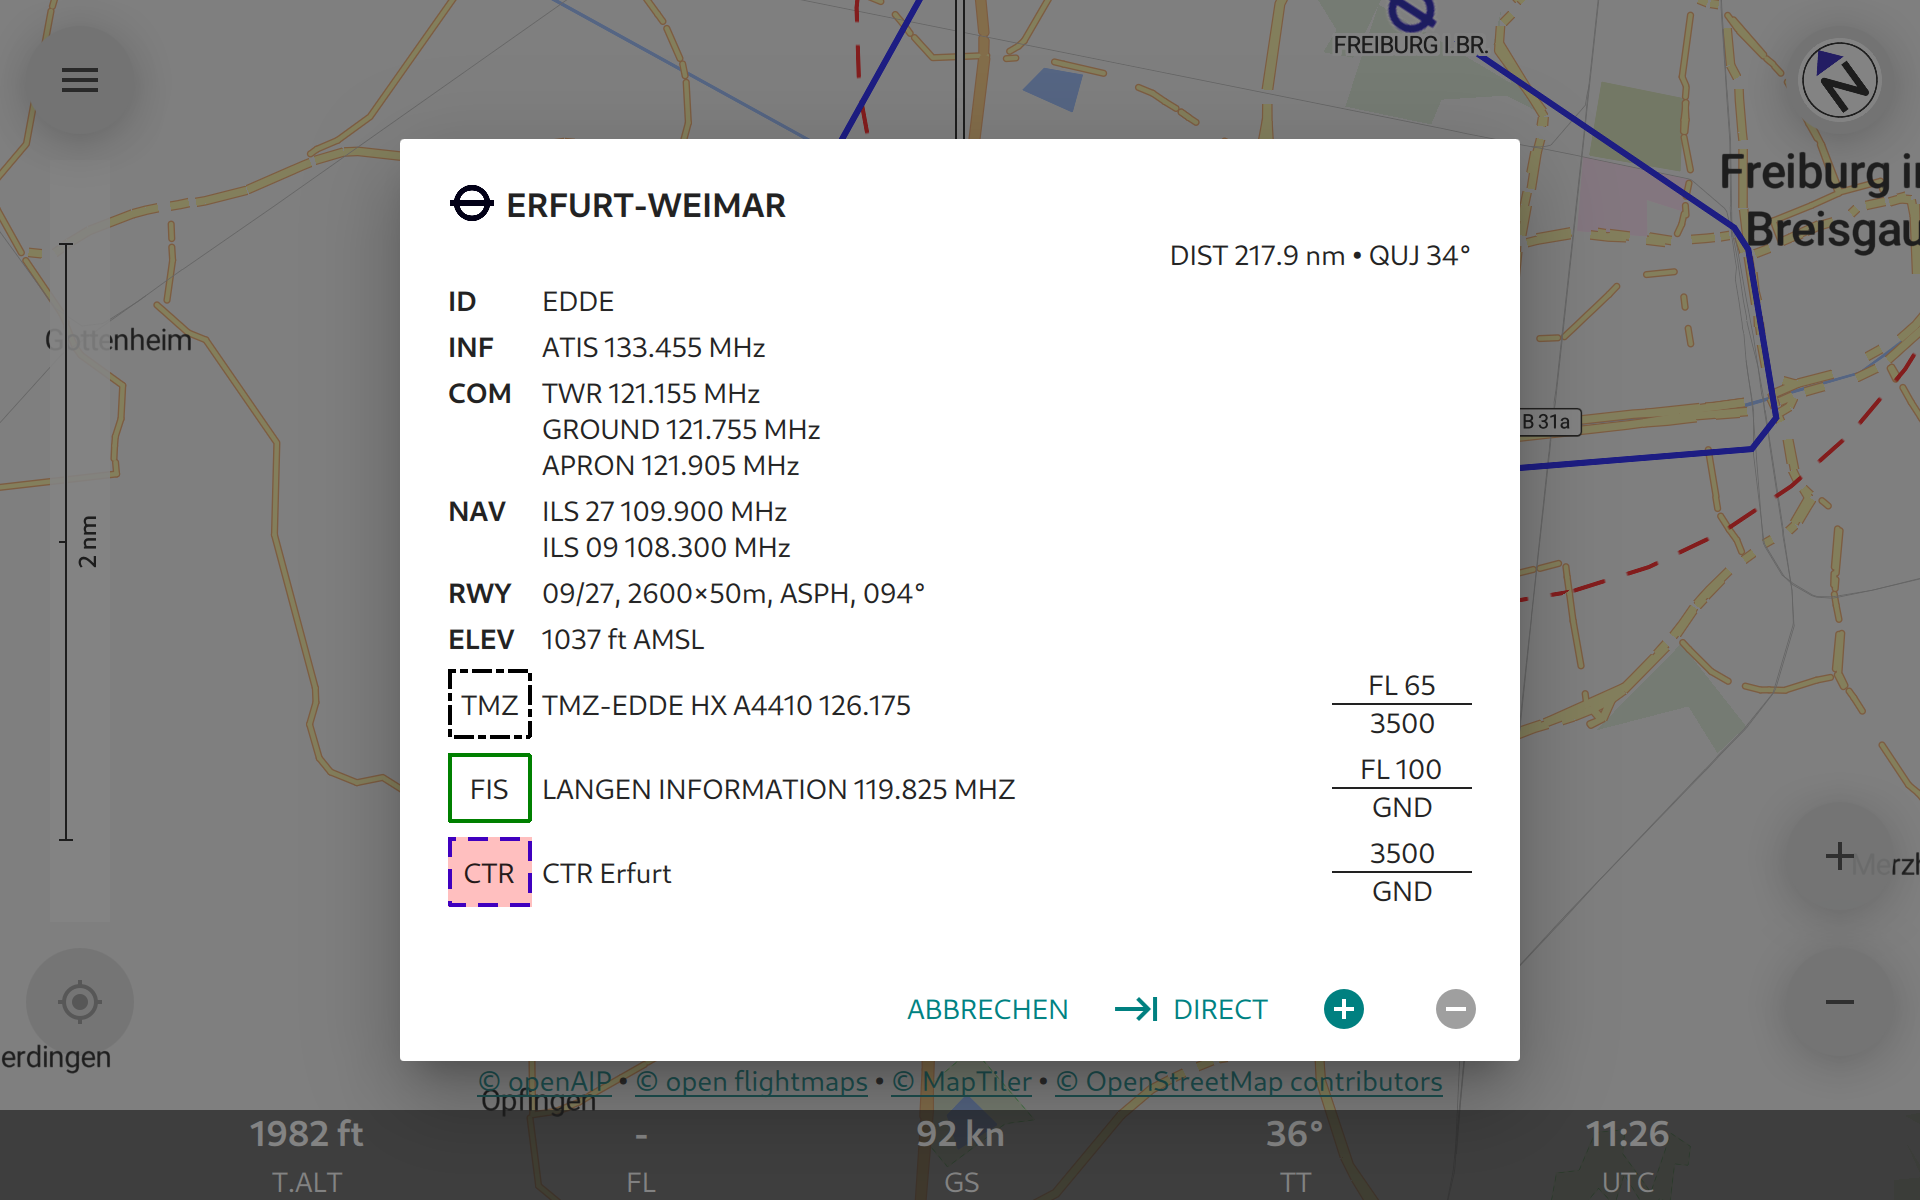 FREIBURG I.BR.
N
Freiburg i
Breisgau
ERFURT-WEIMAR
DIST 217.9 nm • QUJ 34°
ID EDDE
Gottenheim
INF ATIS 133.455 MHz
COM TWR 121.155 MHz
GROUND 121.755 MHz
B 31a
APRON 121.905 MHz
NAV ILS 27 109.900 MHz
ILS 09 108.300 MHz
2 nm
RWY 09/27, 2600×50m, ASPH, 094°
ELEV 1037 ft AMSL
TMZ TMZ-EDDE HX A4410 126.175 FL 65
3500
FIS LANGEN INFORMATION 119.825 MHZ FL 100
GND
CTR CTR Erfurt 3500
GND
Merzh
ABBRECHEN DIRECT
erdingen
© openAIP • © open flightmaps • © MapTiler • © OpenStreetMap contributors
Opfingen
1982 ft - 92 kn 36° 11:26
T.ALT FL GS TT UTC